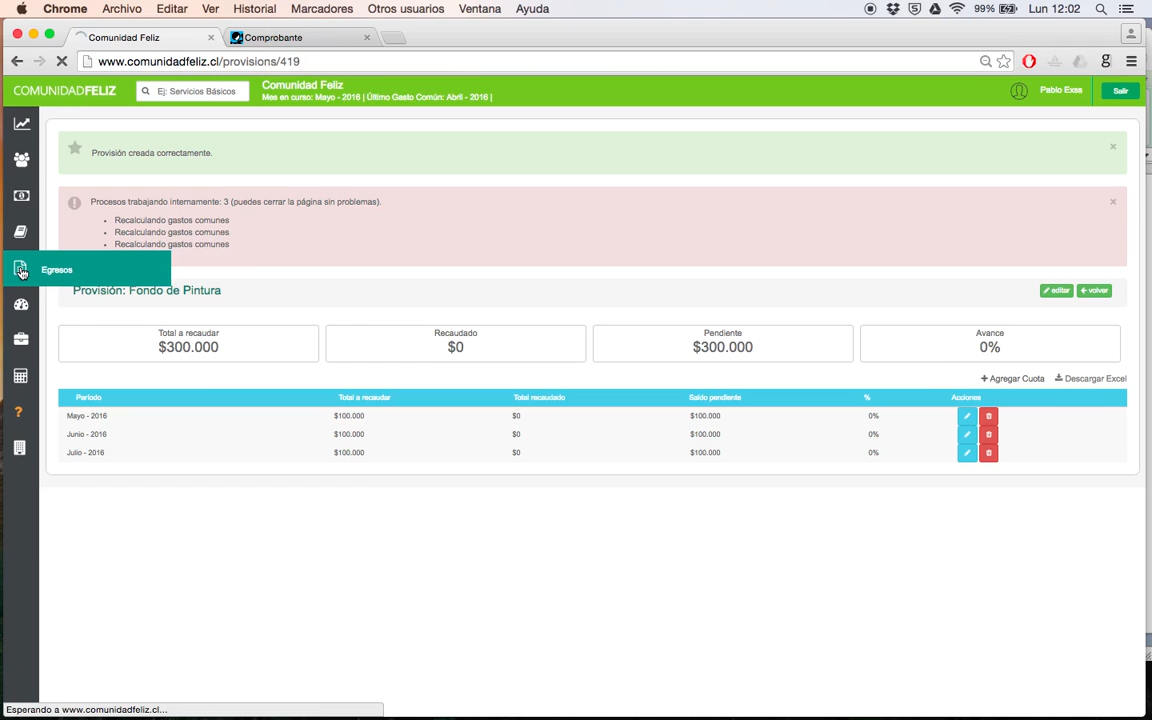 Chrome Archivo Editar Ver Historial Marcadores Otros usuarios Ventana Ayuda 99% Lun 12:02
Comunidad Feliz × Comprobante ×
www.comunidadfeliz.cl/provisions/419
COMUNIDADFELIZ Ej: Servicios Básicos Comunidad Feliz Pablo Exss Salir
Mes en curso: Mayo - 2016 | Último Gasto Común: Abril - 2016 |
Provisión creada correctamente. ×
Procesos trabajando internamente: 3 (puedes cerrar la página sin problemas). ×
• Recalculando gastos comunes
• Recalculando gastos comunes
• Recalculando gastos comunes
Egresos
Provisión: Fondo de Pintura editar volver
Total a recaudar Recaudado Pendiente Avance
$300.000 $0 $300.000 0%
+ Agregar Cuota Descargar Excel
Período Total a recaudar Total recaudado Saldo pendiente % Acciones
Mayo - 2016 $100.000 $0 $100.000 0%
Junio - 2016 $100.000 $0 $100.000 0%
Julio - 2016 $100.000 $0 $100.000 0%
?
Esperando a www.comunidadfeliz.cl...